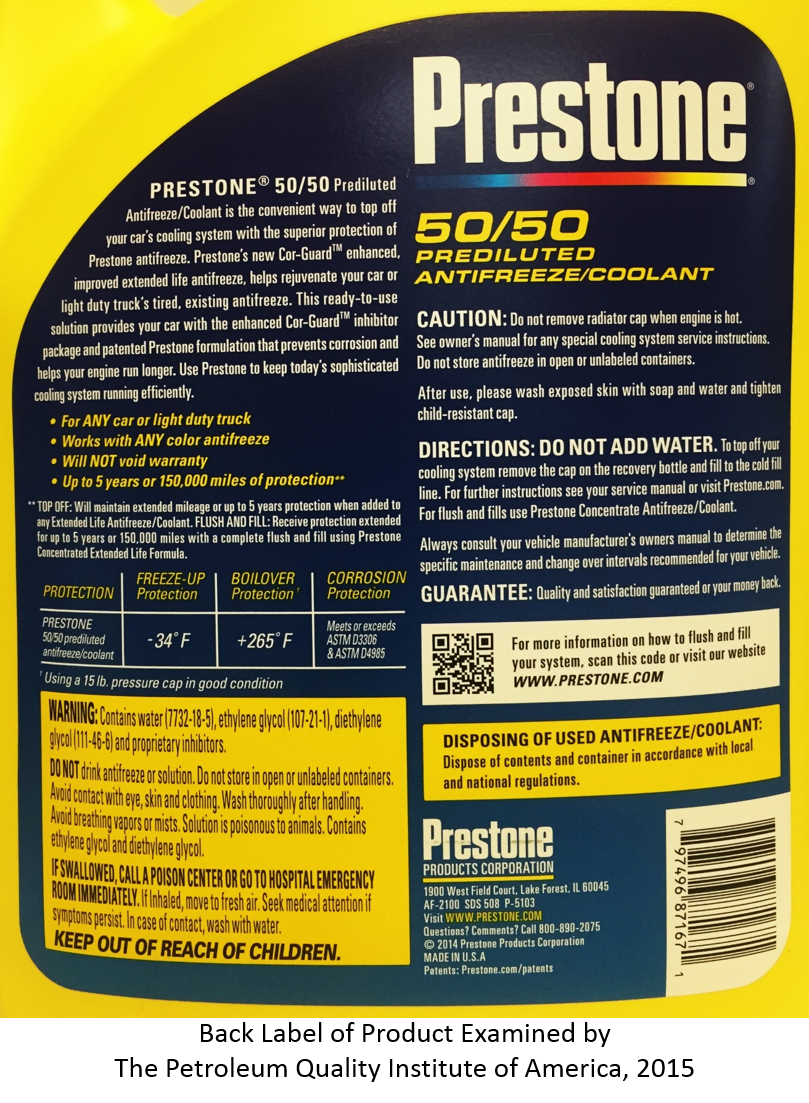 PRESTONE® 50/50 Prediluted
Antifreeze/Coolant is the convenient way to top off
your car's cooling system with the superior protection of
Prestone antifreeze. Prestone's new Cor-Guard™ enhanced,
improved extended life antifreeze, helps rejuvenate your car or
light duty truck's tired, existing antifreeze. This ready-to-use
solution provides your car with the enhanced Cor-Guard™ inhibitor
package and patented Prestone formulation that prevents corrosion and
helps your engine run longer. Use Prestone to keep today's sophisticated
cooling system running efficiently.
• For ANY car or light duty truck
• Works with ANY color antifreeze
• Will NOT void warranty
• Up to 5 years or 150,000 miles of protection**
** TOP OFF: Will maintain extended mileage or up to 5 years protection when added to
any Extended Life Antifreeze/Coolant. FLUSH AND FILL: Receive protection extended
for up to 5 years or 150,000 miles with a complete flush and fill using Prestone
Concentrated Extended Life Formula.
PROTECTION FREEZE-UP Protection BOILOVER Protection† CORROSION Protection
PRESTONE 50/50 prediluted antifreeze/coolant -34°F +265°F Meets or exceeds ASTM D3306 & ASTM D4985
† Using a 15 lb. pressure cap in good condition
WARNING: Contains water (7732-18-5), ethylene glycol (107-21-1), diethylene
glycol (111-46-6) and proprietary inhibitors.
DO NOT drink antifreeze or solution. Do not store in open or unlabeled containers.
Avoid contact with eye, skin and clothing. Wash thoroughly after handling.
Avoid breathing vapors or mists. Solution is poisonous to animals. Contains
ethylene glycol and diethylene glycol.
IF SWALLOWED, CALL A POISON CENTER OR GO TO HOSPITAL EMERGENCY
ROOM IMMEDIATELY. If Inhaled, move to fresh air. Seek medical attention if
symptoms persist. In case of contact, wash with water.
KEEP OUT OF REACH OF CHILDREN.
Prestone®
®
50/50
PREDILUTED
ANTIFREEZE/COOLANT
CAUTION: Do not remove radiator cap when engine is hot.
See owner's manual for any special cooling system service instructions.
Do not store antifreeze in open or unlabeled containers.
After use, please wash exposed skin with soap and water and tighten
child-resistant cap.
DIRECTIONS: DO NOT ADD WATER. To top off your
cooling system remove the cap on the recovery bottle and fill to the cold fill
line. For further instructions see your service manual or visit Prestone.com.
For flush and fills use Prestone Concentrate Antifreeze/Coolant.
Always consult your vehicle manufacturer's owners manual to determine the
specific maintenance and change over intervals recommended for your vehicle.
GUARANTEE: Quality and satisfaction guaranteed or your money back.
For more information on how to flush and fill
your system, scan this code or visit our website
WWW.PRESTONE.COM
DISPOSING OF USED ANTIFREEZE/COOLANT:
Dispose of contents and container in accordance with local
and national regulations.
Prestone
PRODUCTS CORPORATION
1900 West Field Court, Lake Forest, IL 60045
AF-2100 SDS 508 P-5103
Visit WWW.PRESTONE.COM
Questions? Comments? Call 800-890-2075
© 2014 Prestone Products Corporation
MADE IN U.S.A
Patents: Prestone.com/patents
7 97496 87167 1
Back Label of Product Examined by
The Petroleum Quality Institute of America, 2015